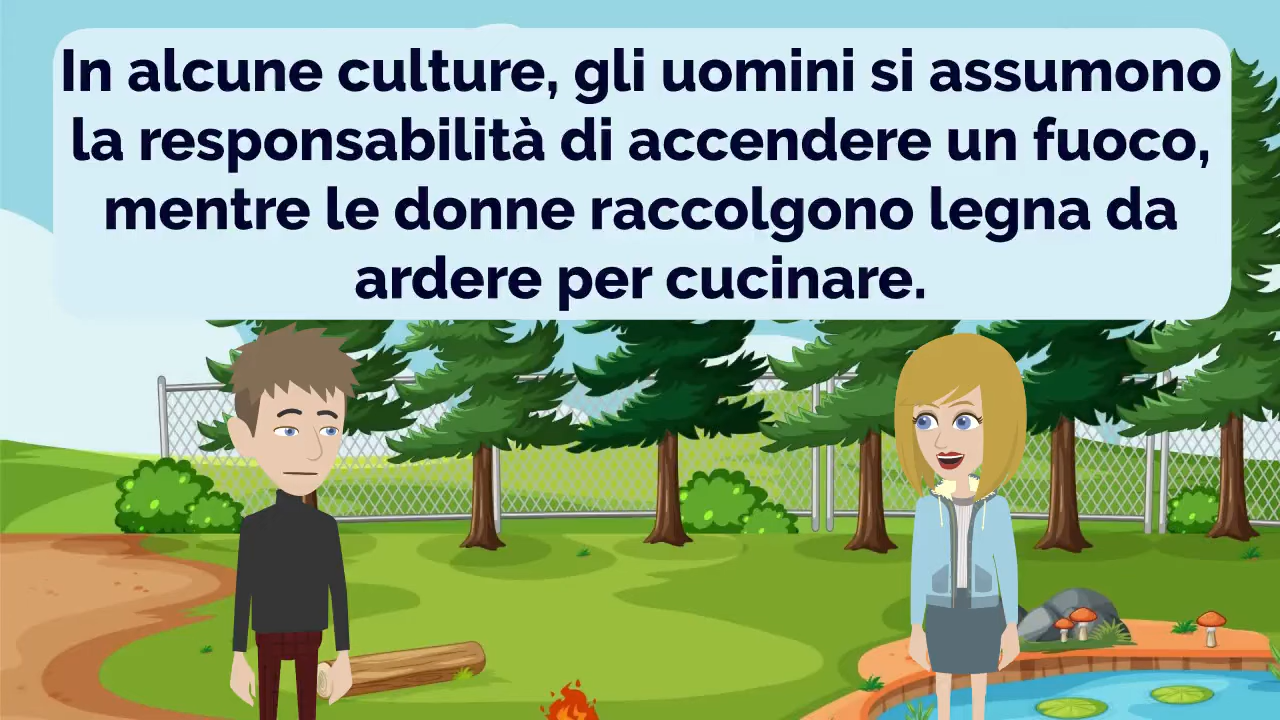 In alcune culture, gli uomini si assumono
la responsabilità di accendere un fuoco,
mentre le donne raccolgono legna da
ardere per cucinare.